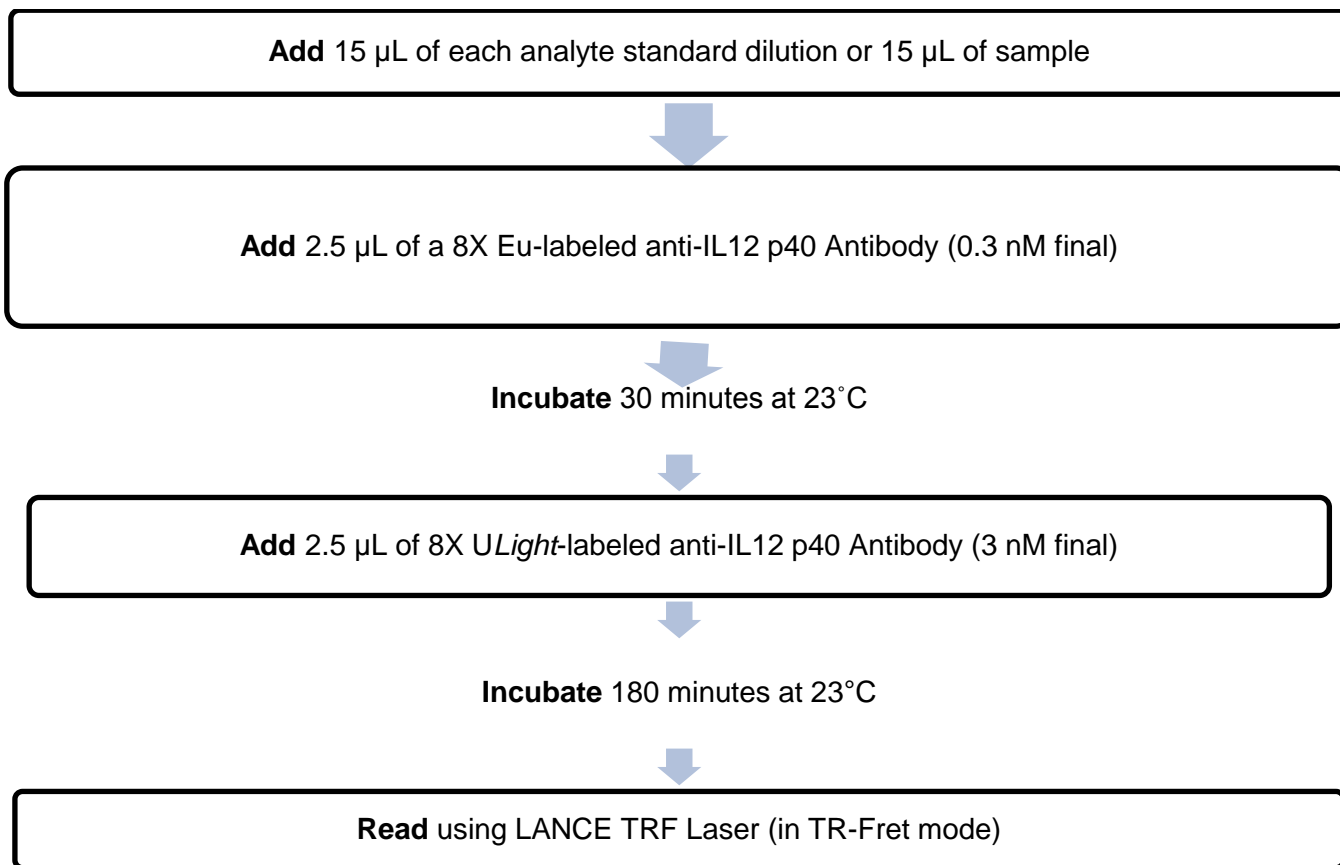 Add 15 µL of each analyte standard dilution or 15 µL of sample
Add 2.5 µL of a 8X Eu-labeled anti-IL12 p40 Antibody (0.3 nM final)
Incubate 30 minutes at 23˚C
Add 2.5 µL of 8X ULight-labeled anti-IL12 p40 Antibody (3 nM final)
Incubate 180 minutes at 23°C
Read using LANCE TRF Laser (in TR-Fret mode)